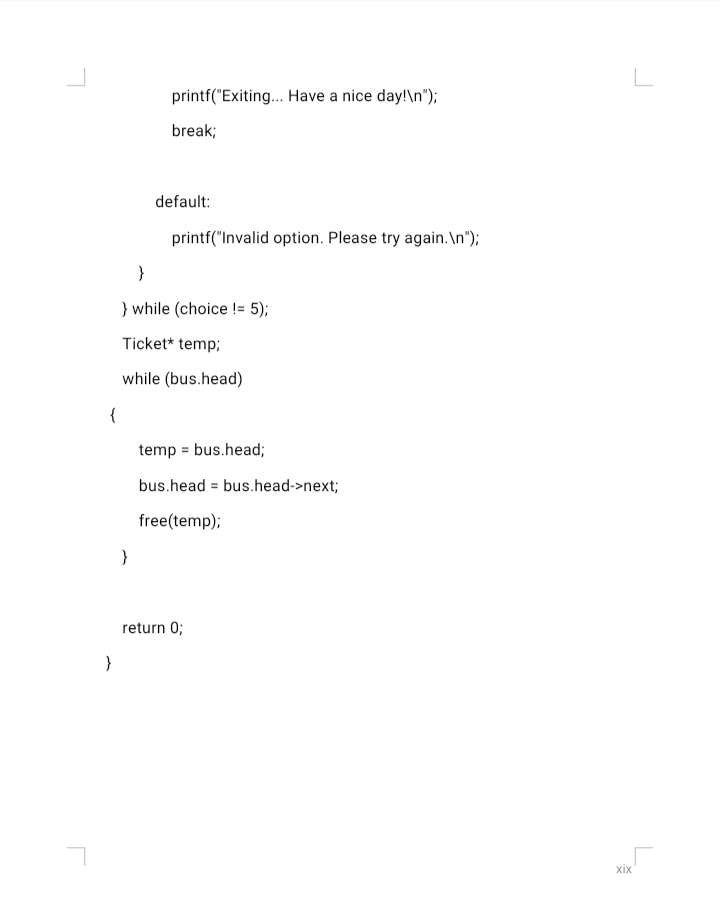 printf("Exiting... Have a nice day!\n");
break;
default:
printf("Invalid option. Please try again.\n");
}
} while (choice != 5);
Ticket* temp;
while (bus.head)
{
temp = bus.head;
bus.head = bus.head->next;
free(temp);
}
return 0;
}
xix